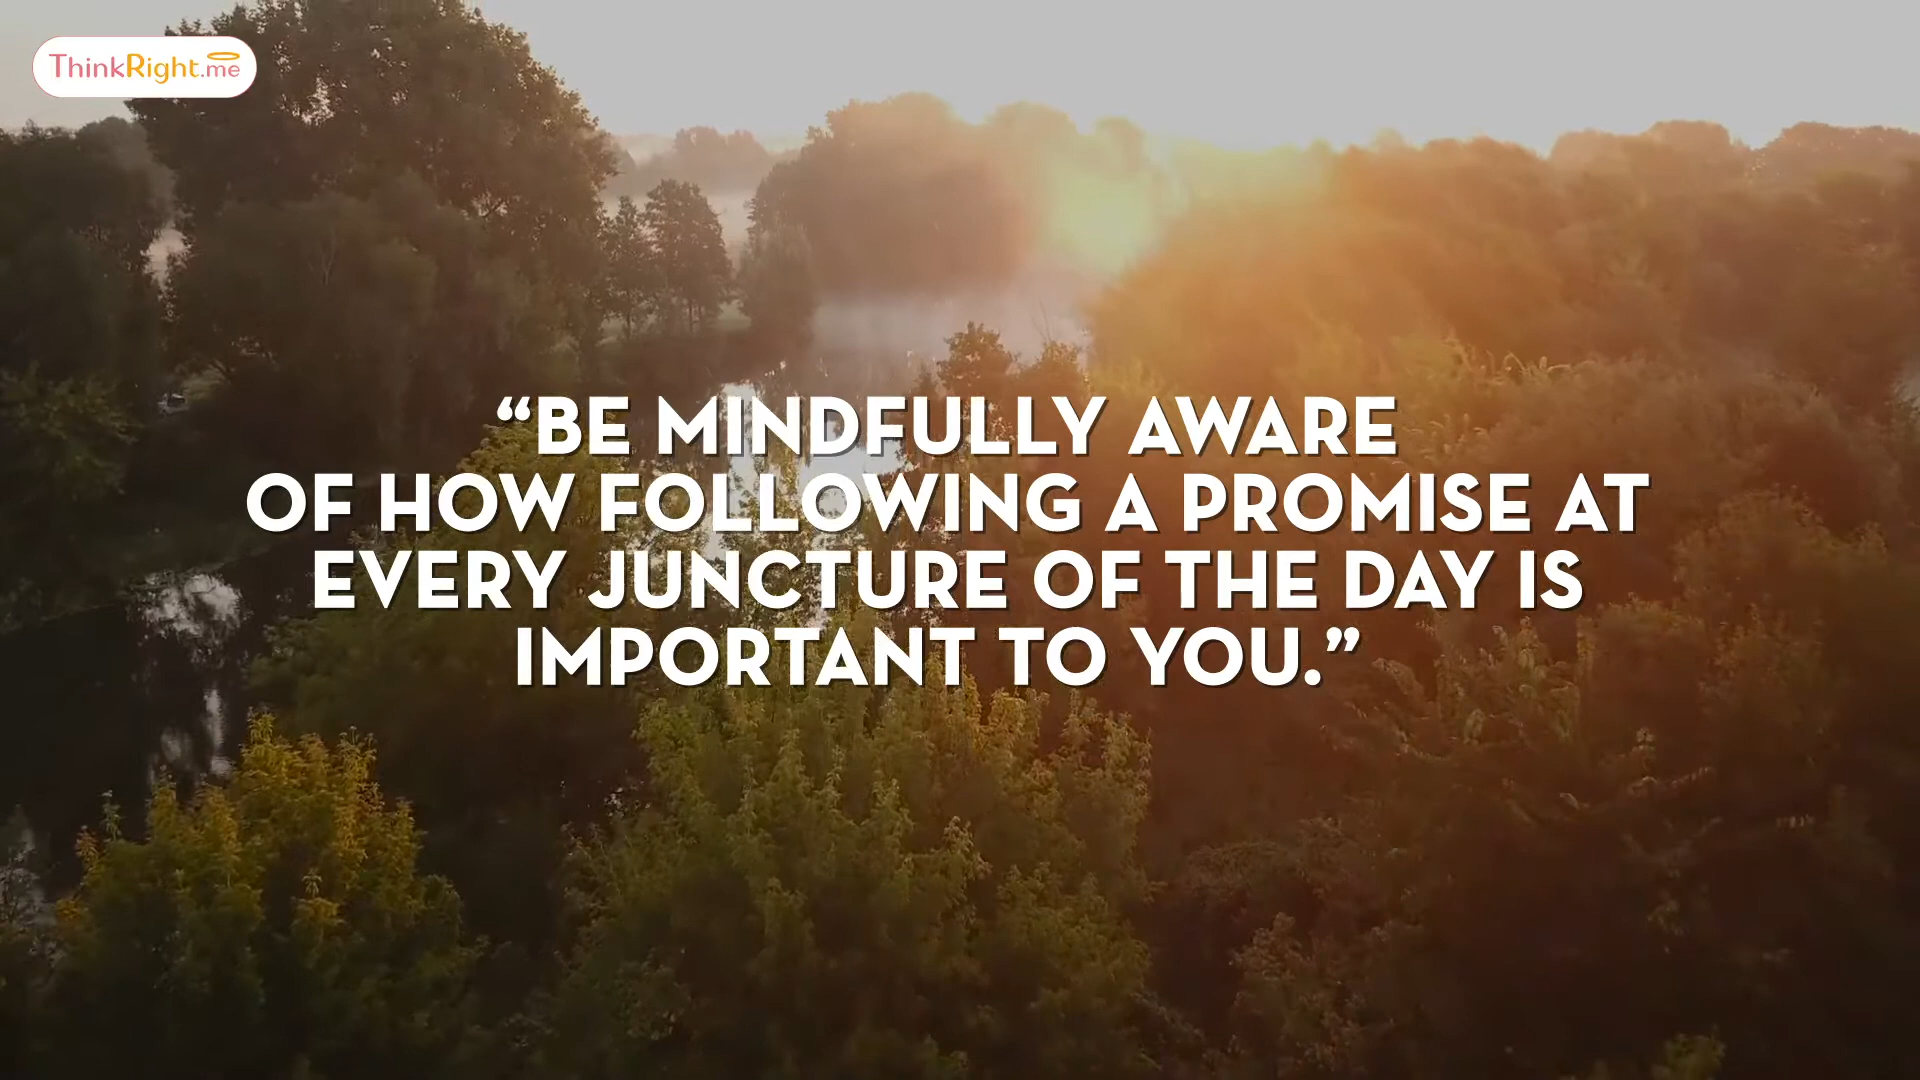 ThinkRight.me
“BE MINDFULLY AWARE
OF HOW FOLLOWING A PROMISE AT
EVERY JUNCTURE OF THE DAY IS
IMPORTANT TO YOU.”